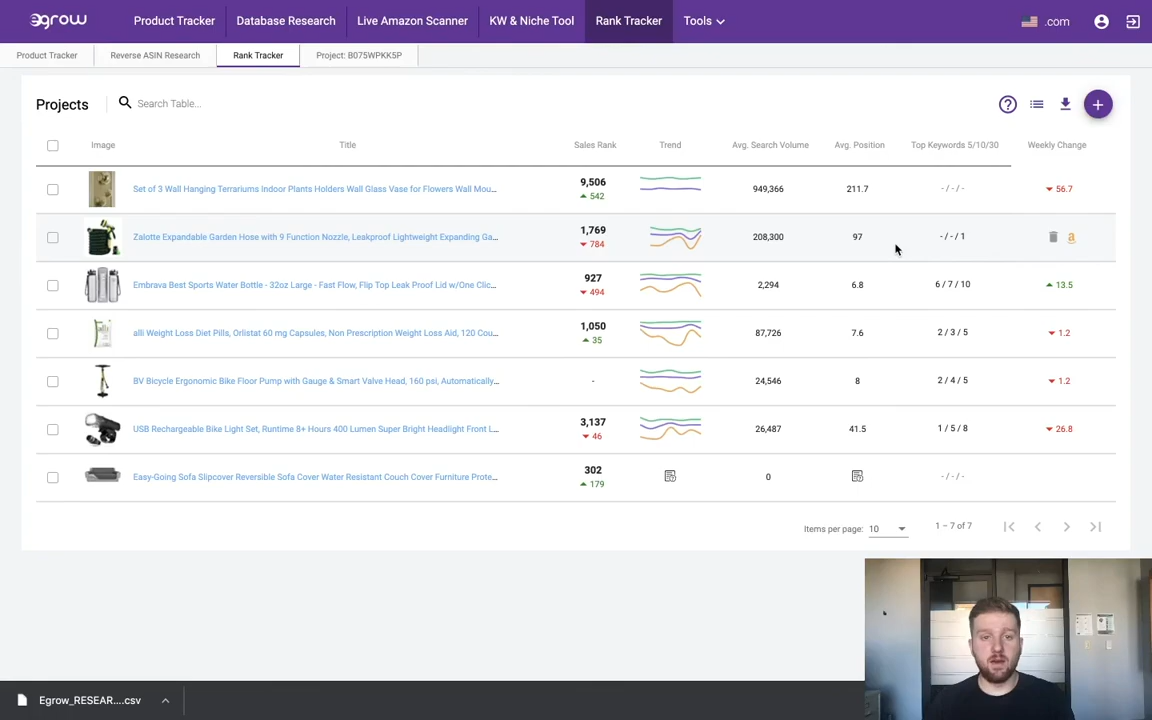 egrow
Product Tracker
Database Research
Live Amazon Scanner
KW & Niche Tool
Rank Tracker
Tools
.com
Product Tracker
Reverse ASIN Research
Rank Tracker
Project: B075WPKK5P
Projects
Search Table...
Image Title Sales Rank Trend Avg. Search Volume Avg. Position Top Keywords 5/10/30 Weekly Change
Set of 3 Wall Hanging Terrariums Indoor Plants Holders Wall Glass Vase for Flowers Wall Mou... 9,506 949,366 211.7 - / - / - 56.7
542
Zalotte Expandable Garden Hose with 9 Function Nozzle, Leakproof Lightweight Expanding Ga... 1,769 208,300 97 - / - / 1
784
Embrava Best Sports Water Bottle - 32oz Large - Fast Flow, Flip Top Leak Proof Lid w/One Clic... 927 2,294 6.8 6 / 7 / 10 13.5
494
alli Weight Loss Diet Pills, Orlistat 60 mg Capsules, Non Prescription Weight Loss Aid, 120 Cou... 1,050 87,726 7.6 2 / 3 / 5 1.2
35
BV Bicycle Ergonomic Bike Floor Pump with Gauge & Smart Valve Head, 160 psi, Automatically... - 24,546 8 2 / 4 / 5 1.2
USB Rechargeable Bike Light Set, Runtime 8+ Hours 400 Lumen Super Bright Headlight Front L... 3,137 26,487 41.5 1 / 5 / 8 26.8
46
Easy-Going Sofa Slipcover Reversible Sofa Cover Water Resistant Couch Cover Furniture Prote... 302 0 - / - / -
179
Items per page: 10 1 – 7 of 7
Egrow_RESEAR....csv